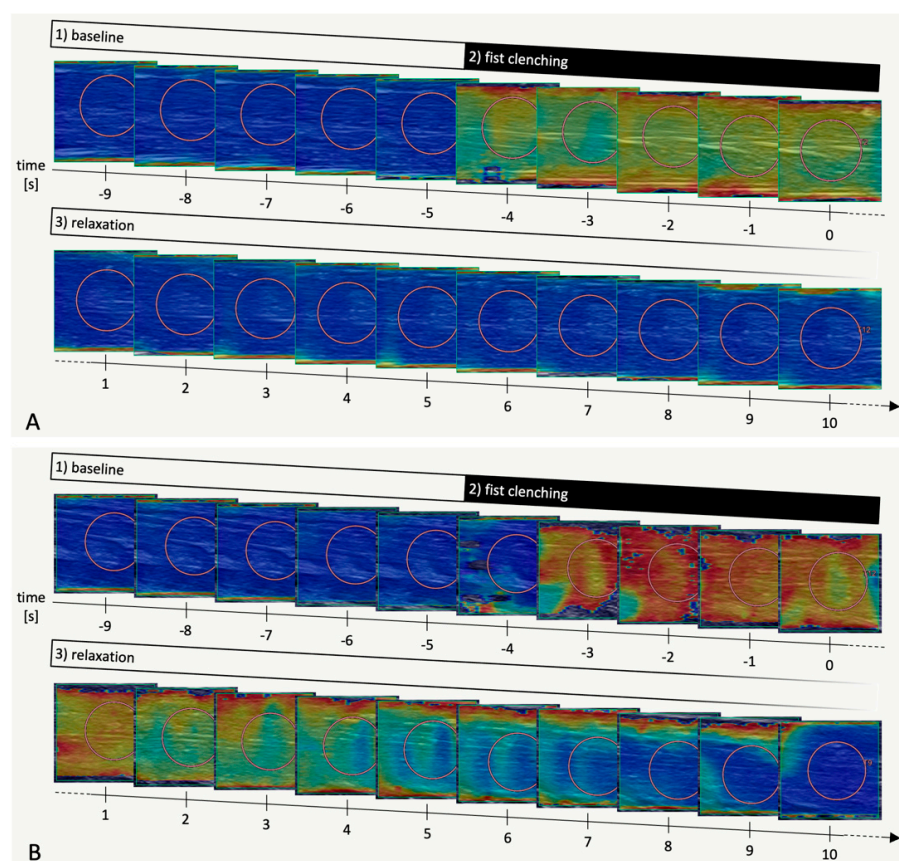 1) baseline
2) fist clenching
time
[s]
-9 -8 -7 -6 -5 -4 -3 -2 -1 0
3) relaxation
1 2 3 4 5 6 7 8 9 10
A
1) baseline
2) fist clenching
time
[s]
-9 -8 -7 -6 -5 -4 -3 -2 -1 0
3) relaxation
1 2 3 4 5 6 7 8 9 10
B